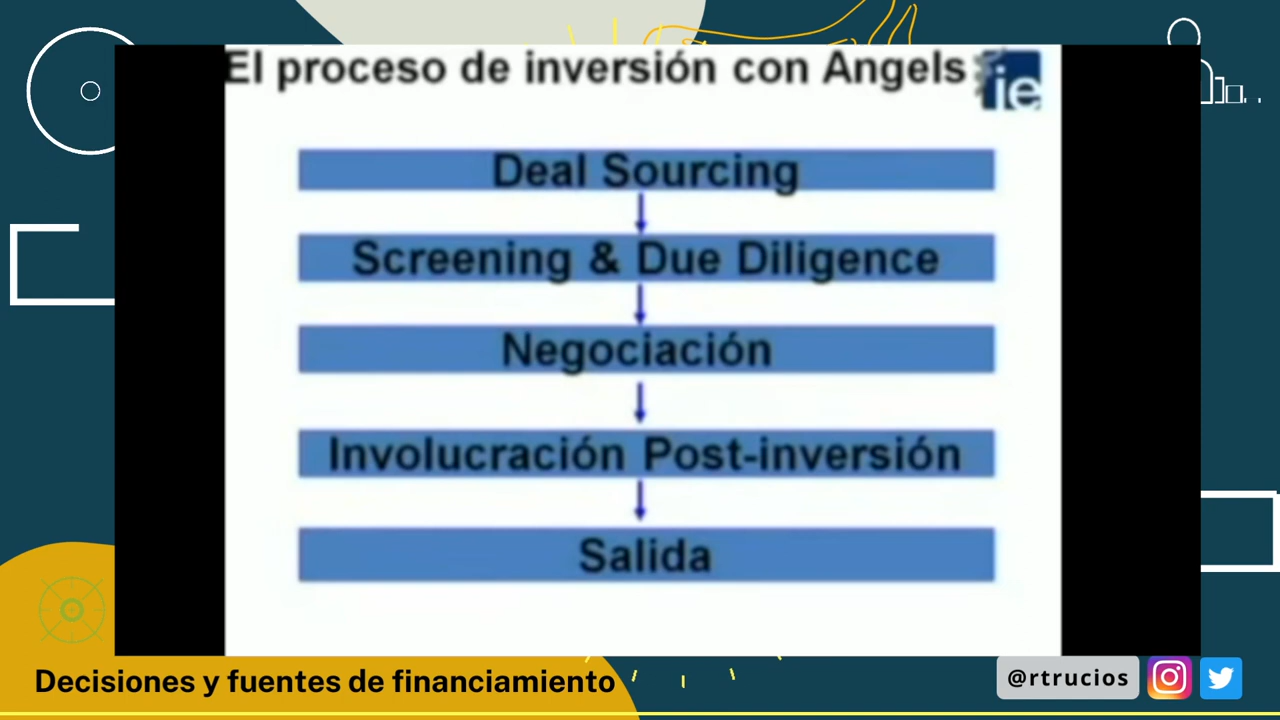 El proceso de inversión con Angels
ie
Deal Sourcing
Screening & Due Diligence
Negociación
Involucración Post-inversión
Salida
Decisiones y fuentes de financiamiento
@rtrucios